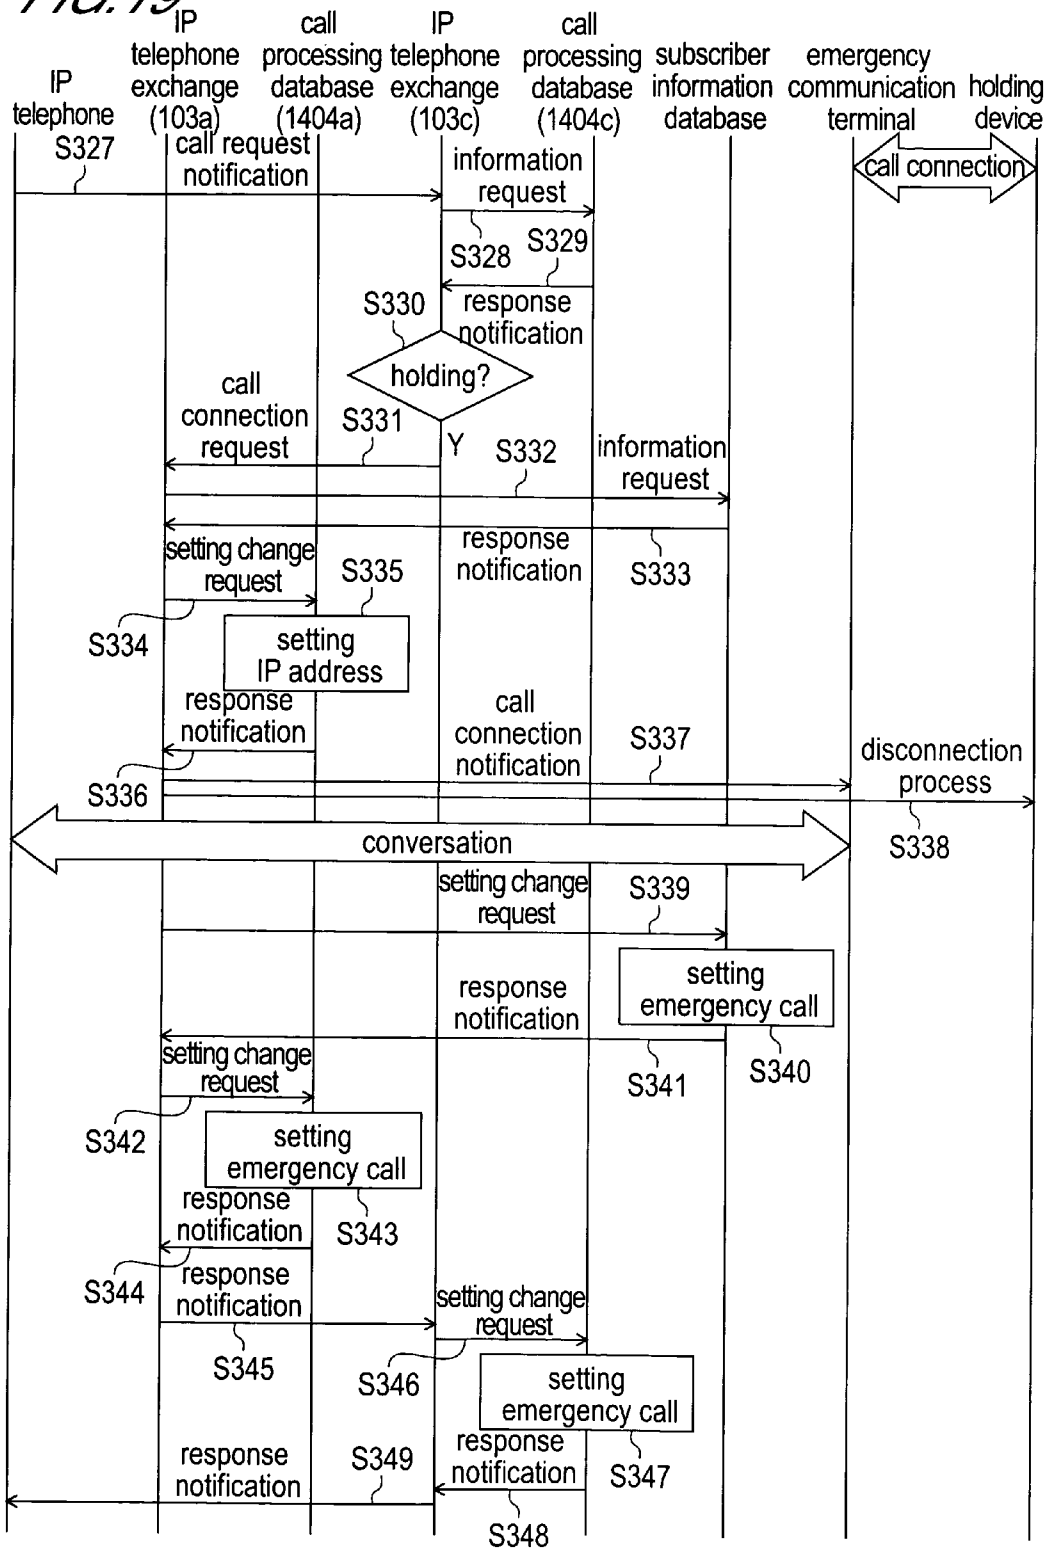 FIG.19
IP
telephone
IP
telephone
exchange
(103a)
call
processing
database
(1404a)
IP
telephone
exchange
(103c)
call
processing
database
(1404c)
subscriber
information
database
emergency
communication
terminal
holding
device
S327
call request
notification
information
request
call connection
S328
S329
response
notification
S330
holding?
call
connection
request
S331
Y
S332
information
request
response
notification
S333
setting change
request
S335
S334
setting
IP address
response
notification
call
connection
notification
S337
disconnection
process
S336
S338
conversation
setting change
request
S339
setting
emergency call
response
notification
S341
S340
setting change
request
S342
setting
emergency call
response
notification
S343
S344
response
notification
setting change
request
S345
S346
setting
emergency call
response
notification
S349
response
notification
S347
S348